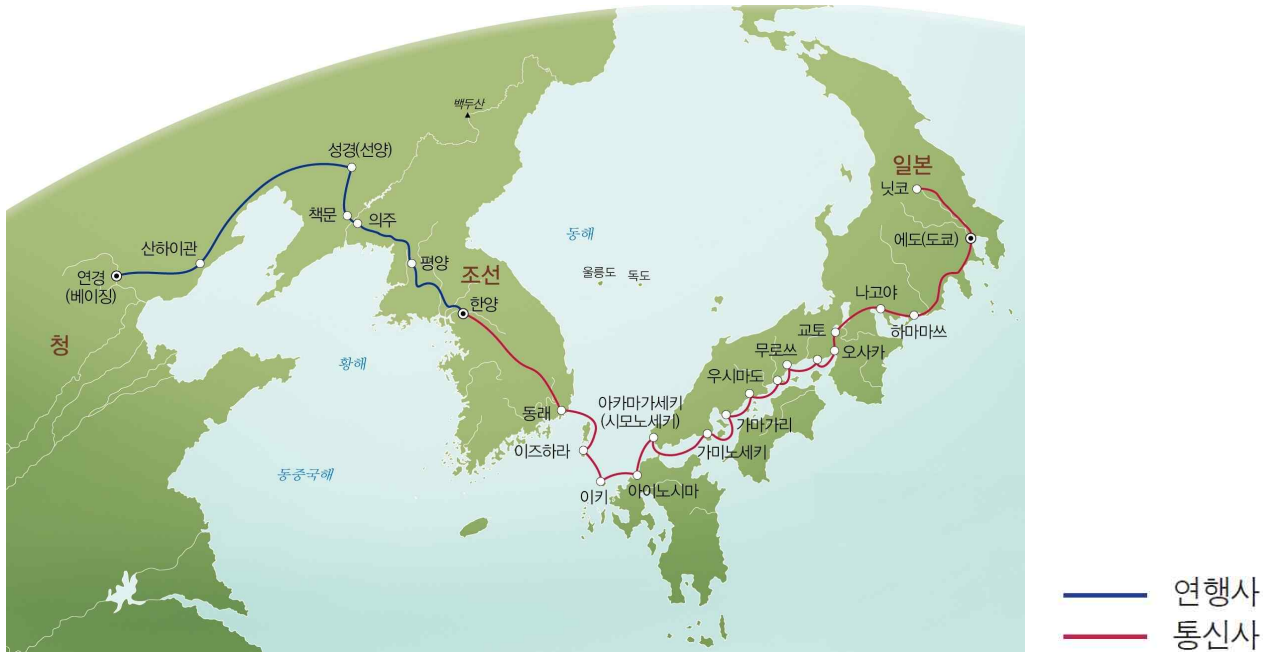 백두산
성경(선양)
일본
닛코
책문
의주
동해
에도(도쿄)
산하이관
평양
조선
울릉도
독도
연경
(베이징)
한양
나고야
하마마쓰
청
교토
황해
무로쓰
오사카
우시마도
아카마가세키
(시모노세키)
동래
가마가리
이즈하라
가미노세키
동중국해
이키
아이노시마
연행사
통신사